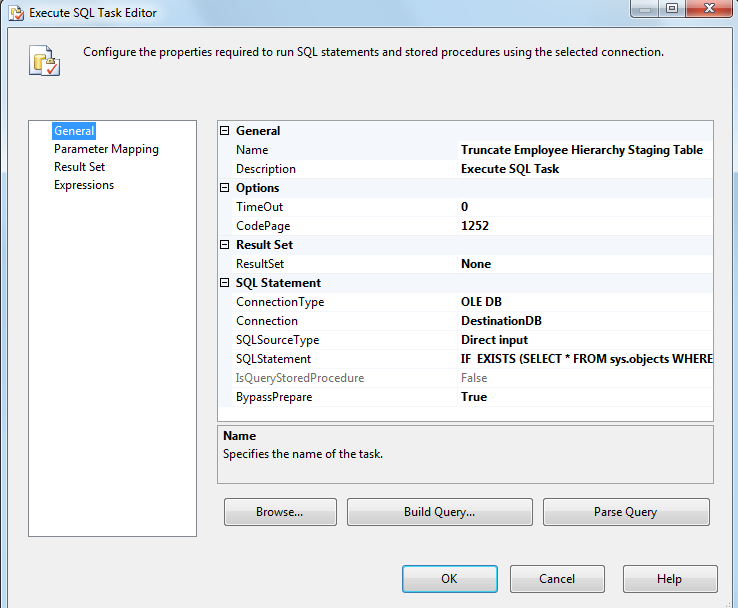 Execute SQL Task Editor
Configure the properties required to run SQL statements and stored procedures using the selected connection.
General
Parameter Mapping
Result Set
Expressions
General
Name Truncate Employee Hierarchy Staging Table
Description Execute SQL Task
Options
TimeOut 0
CodePage 1252
Result Set
ResultSet None
SQL Statement
ConnectionType OLE DB
Connection DestinationDB
SQLSourceType Direct input
SQLStatement IF  EXISTS (SELECT * FROM sys.objects WHERE
IsQueryStoredProcedure False
BypassPrepare True
Name
Specifies the name of the task.
Browse... Build Query... Parse Query
OK Cancel Help